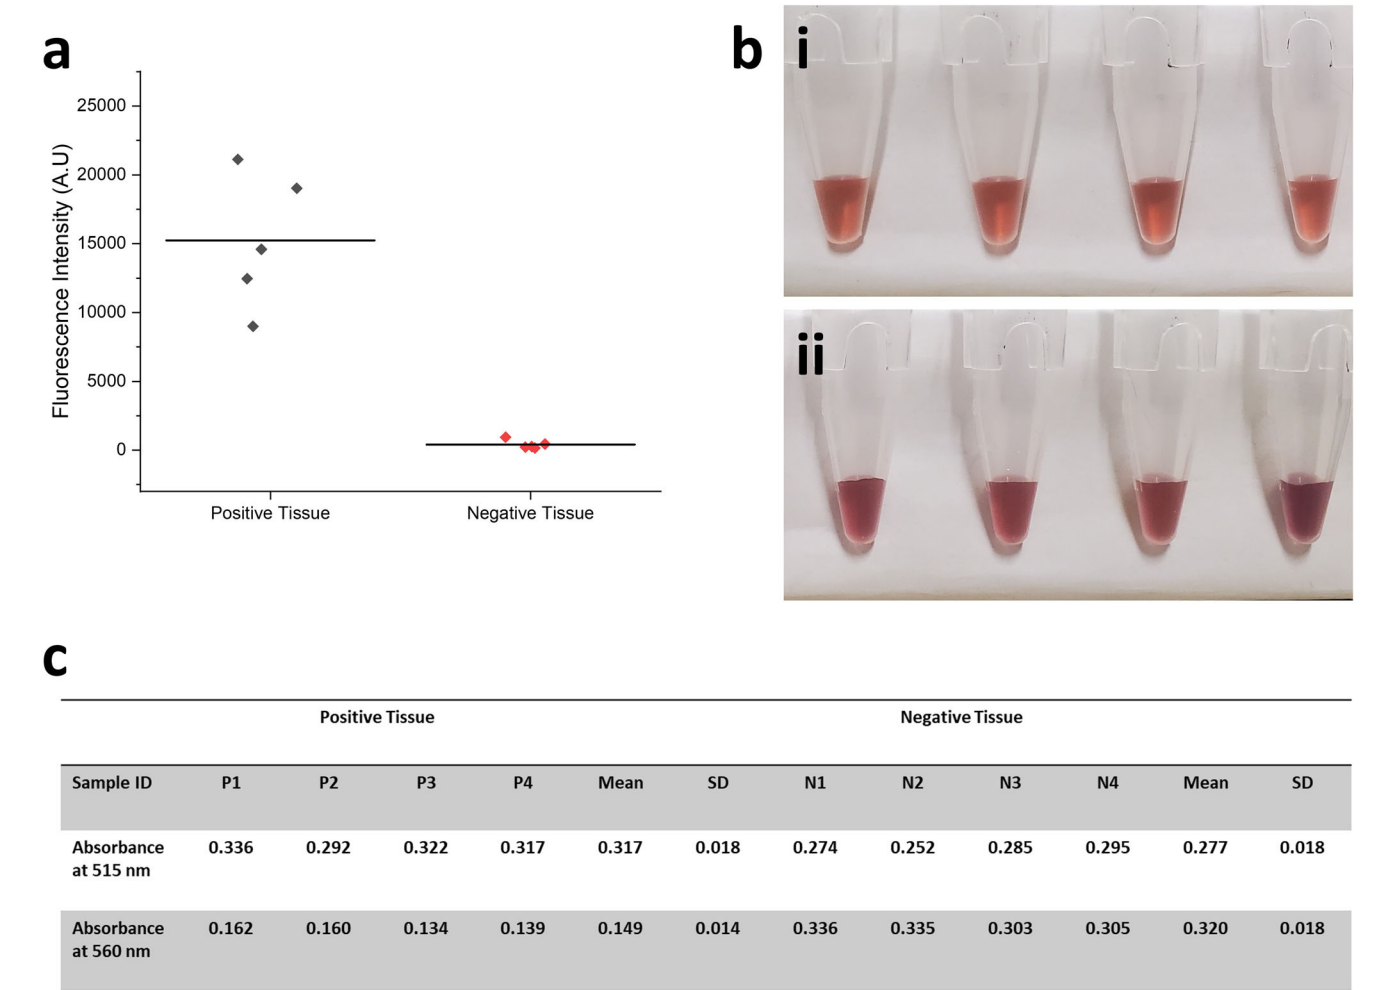 a
Fluorescence Intensity (A.U)
25000
20000
15000
10000
5000
0
Positive Tissue Negative Tissue
b
i
ii
c
Positive Tissue Negative Tissue
Sample ID P1 P2 P3 P4 Mean SD N1 N2 N3 N4 Mean SD
Absorbance 0.336 0.292 0.322 0.317 0.317 0.018 0.274 0.252 0.285 0.295 0.277 0.018
at 515 nm
Absorbance 0.162 0.160 0.134 0.139 0.149 0.014 0.336 0.335 0.303 0.305 0.320 0.018
at 560 nm